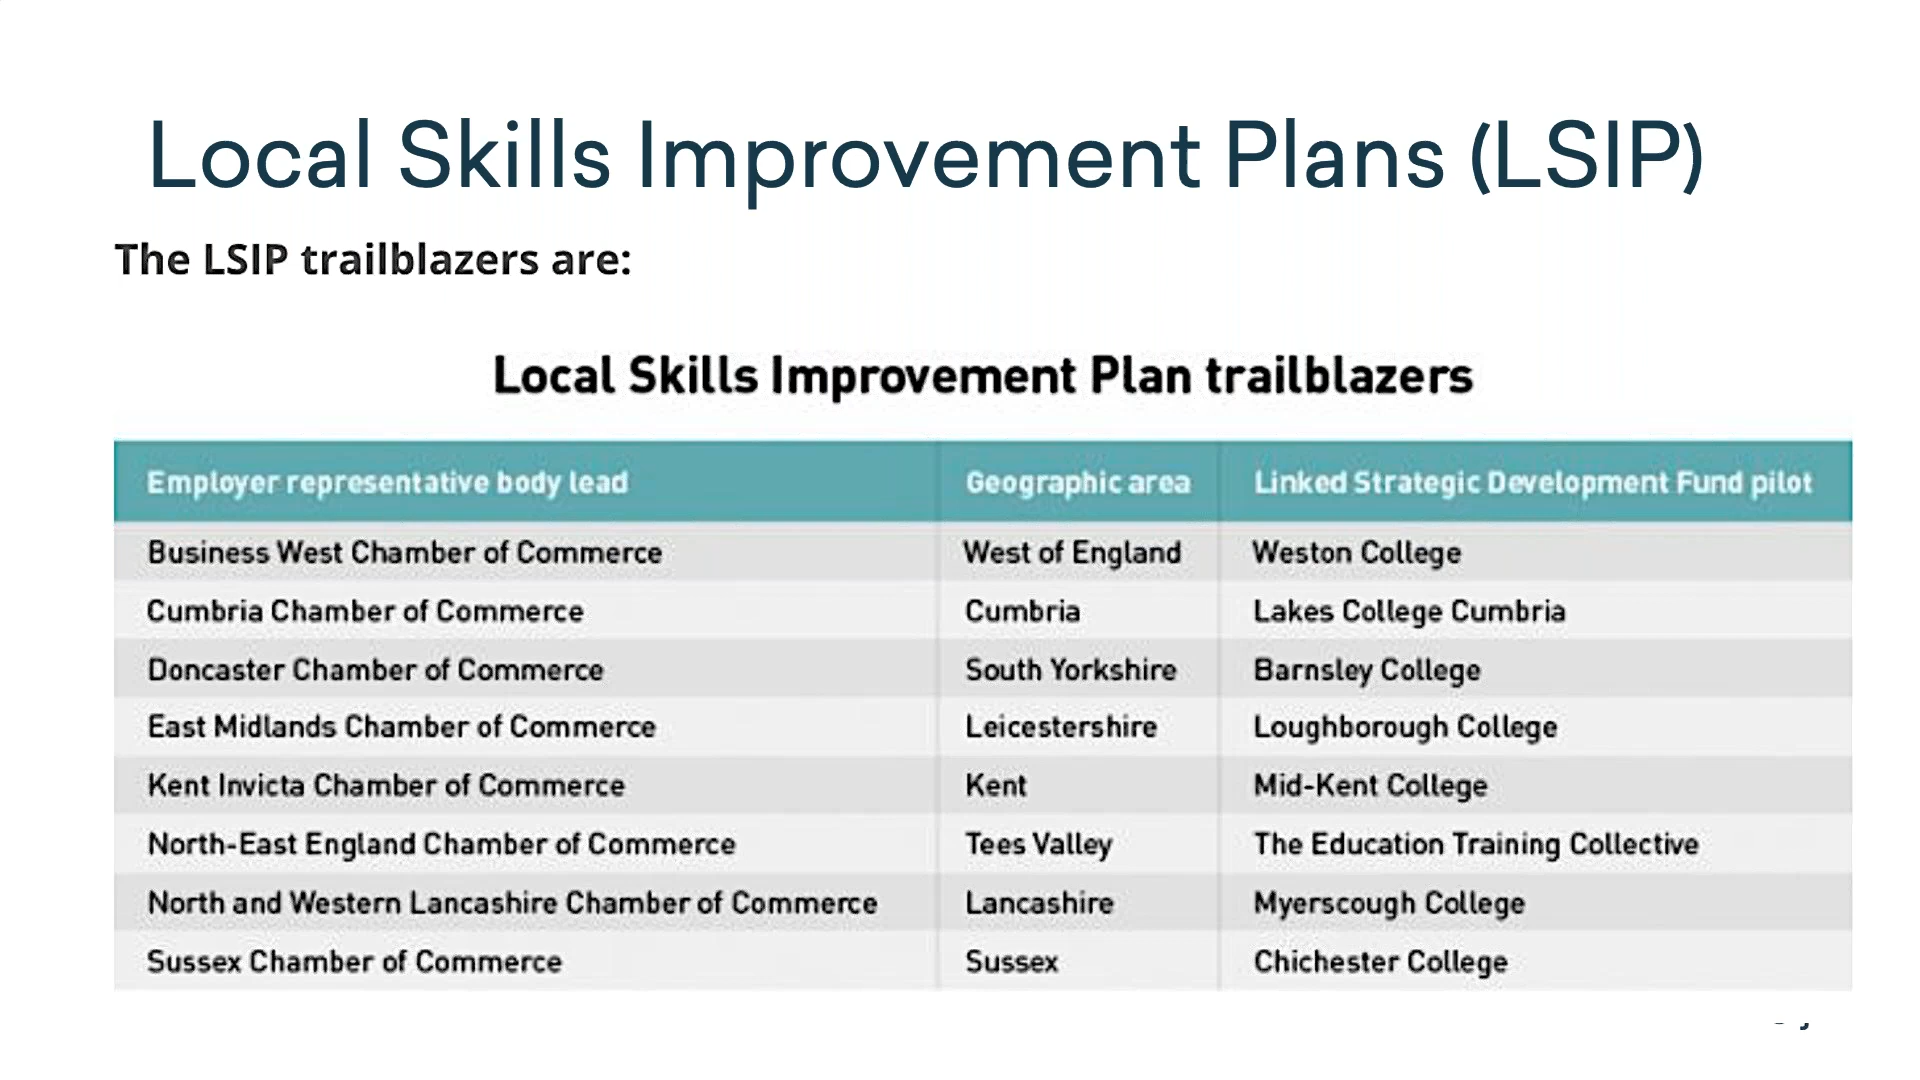 Local Skills Improvement Plans (LSIP)
The LSIP trailblazers are:
Local Skills Improvement Plan trailblazers
Employer representative body lead Geographic area Linked Strategic Development Fund pilot
Business West Chamber of Commerce West of England Weston College
Cumbria Chamber of Commerce Cumbria Lakes College Cumbria
Doncaster Chamber of Commerce South Yorkshire Barnsley College
East Midlands Chamber of Commerce Leicestershire Loughborough College
Kent Invicta Chamber of Commerce Kent Mid-Kent College
North-East England Chamber of Commerce Tees Valley The Education Training Collective
North and Western Lancashire Chamber of Commerce Lancashire Myerscough College
Sussex Chamber of Commerce Sussex Chichester College